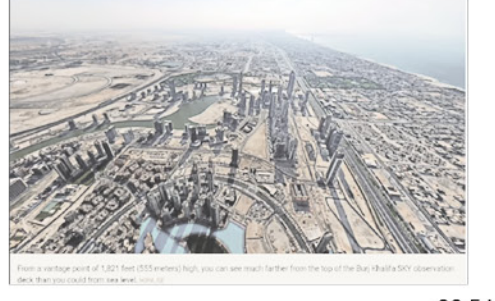 From a vantage point of 1,821 feet (555 meters) high, you can see much farther from the top of the Burj Khalifa SKY observation
deck than you could from sea level.